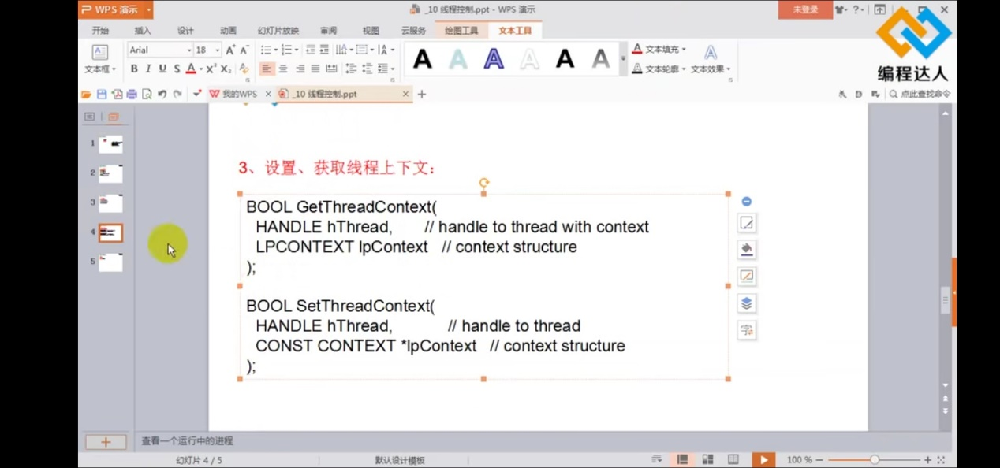 WPS 演示
_10 线程控制.ppt - WPS 演示
未登录
开始 插入 设计 动画 幻灯片放映 审阅 视图 云服务 绘图工具 文本工具
编程达人
文本框
Arial 18
B I U S A X² X₂
A A A A A A
文本填充
文本轮廓
文本效果
我的WPS _10 线程控制.ppt
点此查找命令
3、设置、获取线程上下文:
BOOL GetThreadContext(
HANDLE hThread, // handle to thread with context
LPCONTEXT lpContext // context structure
);
BOOL SetThreadContext(
HANDLE hThread, // handle to thread
CONST CONTEXT *lpContext // context structure
);
1
2
3
4
5
查看一个运行中的进程
幻灯片 4 / 5
默认设计模板
100 %